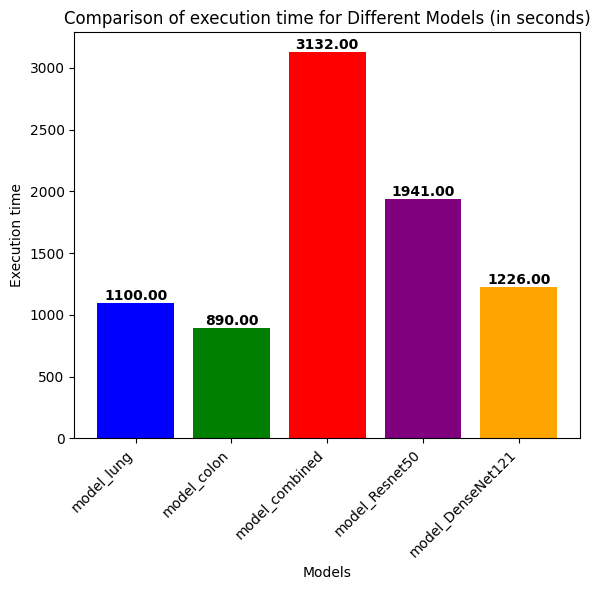 Comparison of execution time for Different Models (in seconds)
Execution time
3000
2500
2000
1500
1000
500
0
1100.00
890.00
3132.00
1941.00
1226.00
model_lung
model_colon
model_combined
model_Resnet50
model_DenseNet121
Models